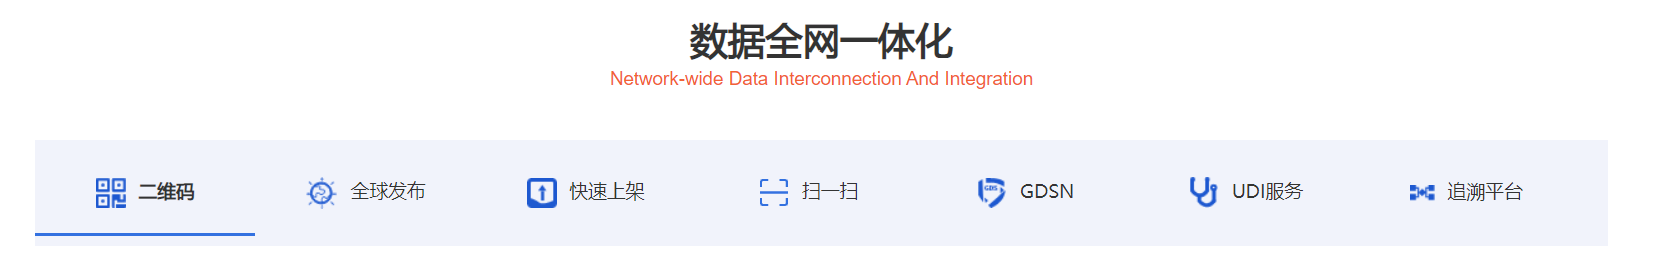 数据全网一体化
Network-wide Data Interconnection And Integration
二维码 全球发布 快速上架 扫一扫 GDS GDSN UDI服务 追溯平台